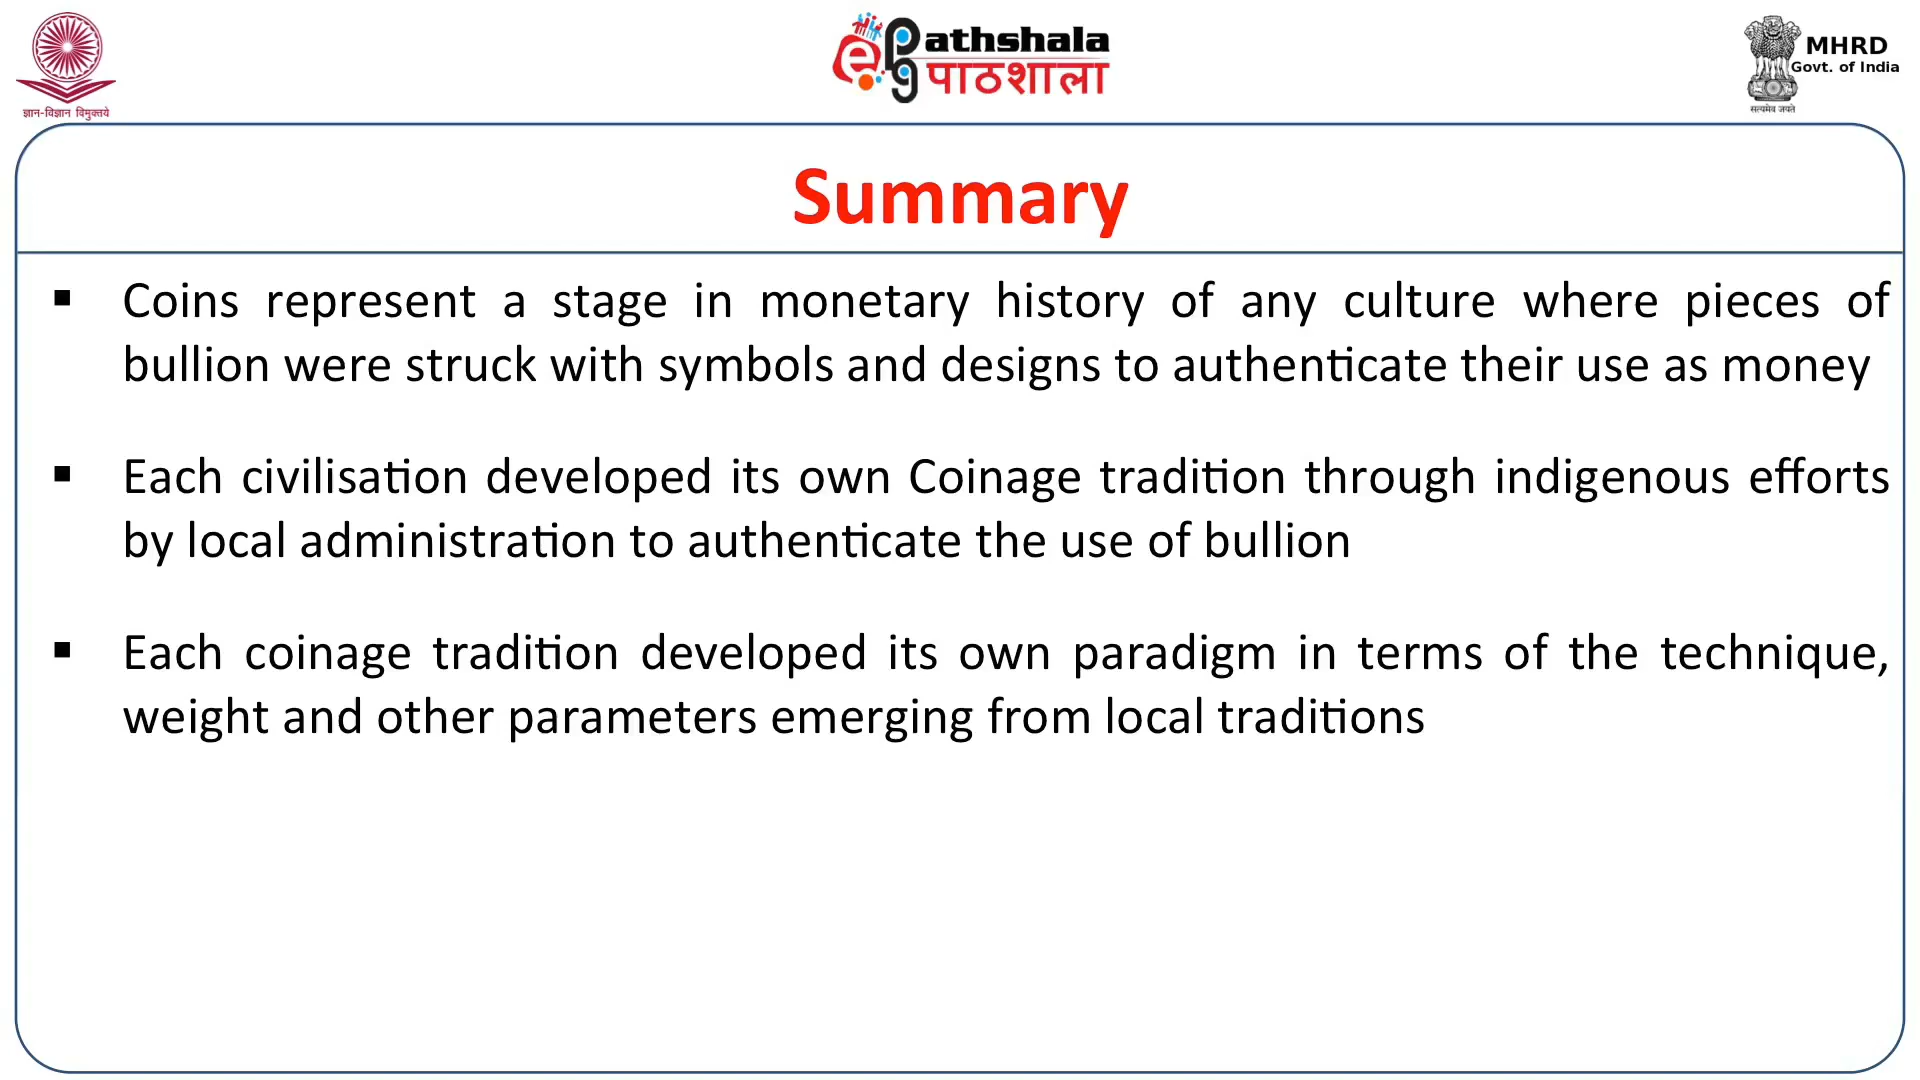 ज्ञान-विज्ञान विमुक्तये
ePG
athshala
पाठशाला
MHRD
Govt. of India
सत्यमेव जयते
Summary
▪ Coins represent a stage in monetary history of any culture where pieces of
bullion were struck with symbols and designs to authenticate their use as money
▪ Each civilisation developed its own Coinage tradition through indigenous efforts
by local administration to authenticate the use of bullion
▪ Each coinage tradition developed its own paradigm in terms of the technique,
weight and other parameters emerging from local traditions